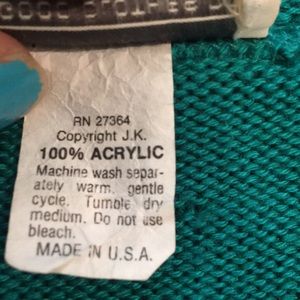 RN 27364
Copyright J.K.
100% ACRYLIC
Machine wash separ-
ately warm, gentle
cycle. Tumble dry
medium. Do not use
bleach.
MADE IN U.S.A.